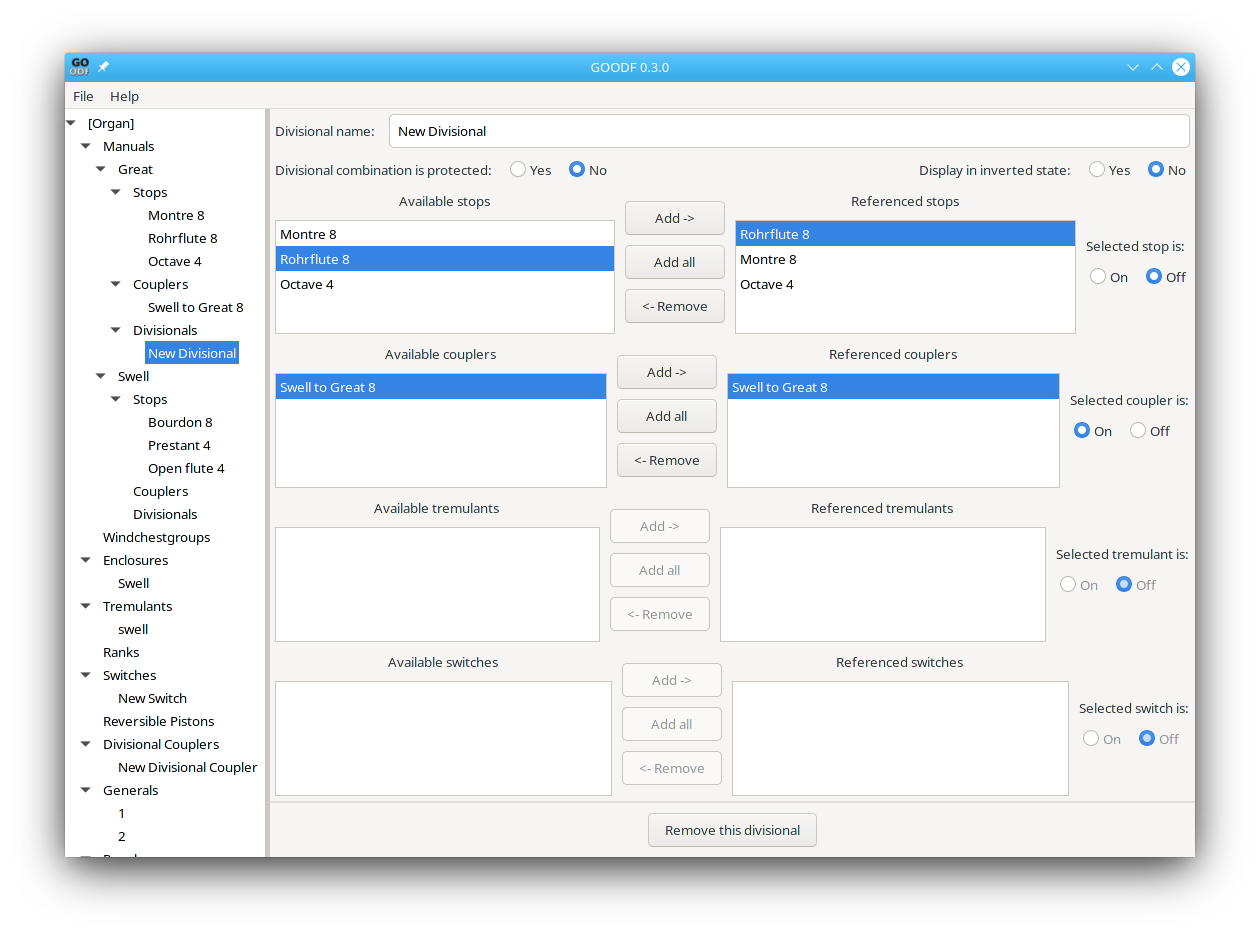 GO
ODF
GOODF 0.3.0
File Help
[Organ]
Manuals
Great
Stops
Montre 8
Rohrflute 8
Octave 4
Couplers
Swell to Great 8
Divisionals
New Divisional
Swell
Stops
Bourdon 8
Prestant 4
Open flute 4
Couplers
Divisionals
Windchestgroups
Enclosures
Swell
Tremulants
swell
Ranks
Switches
New Switch
Reversible Pistons
Divisional Couplers
New Divisional Coupler
Generals
1
2
Divisional name: New Divisional
Divisional combination is protected: Yes No Display in inverted state: Yes No
Available stops
Montre 8
Rohrflute 8
Octave 4
Add ->
Add all
<- Remove
Referenced stops
Rohrflute 8
Montre 8
Octave 4
Selected stop is:
On Off
Available couplers
Swell to Great 8
Add ->
Add all
<- Remove
Referenced couplers
Swell to Great 8
Selected coupler is:
On Off
Available tremulants
Add ->
Add all
<- Remove
Referenced tremulants
Selected tremulant is:
On Off
Available switches
Add ->
Add all
<- Remove
Referenced switches
Selected switch is:
On Off
Remove this divisional